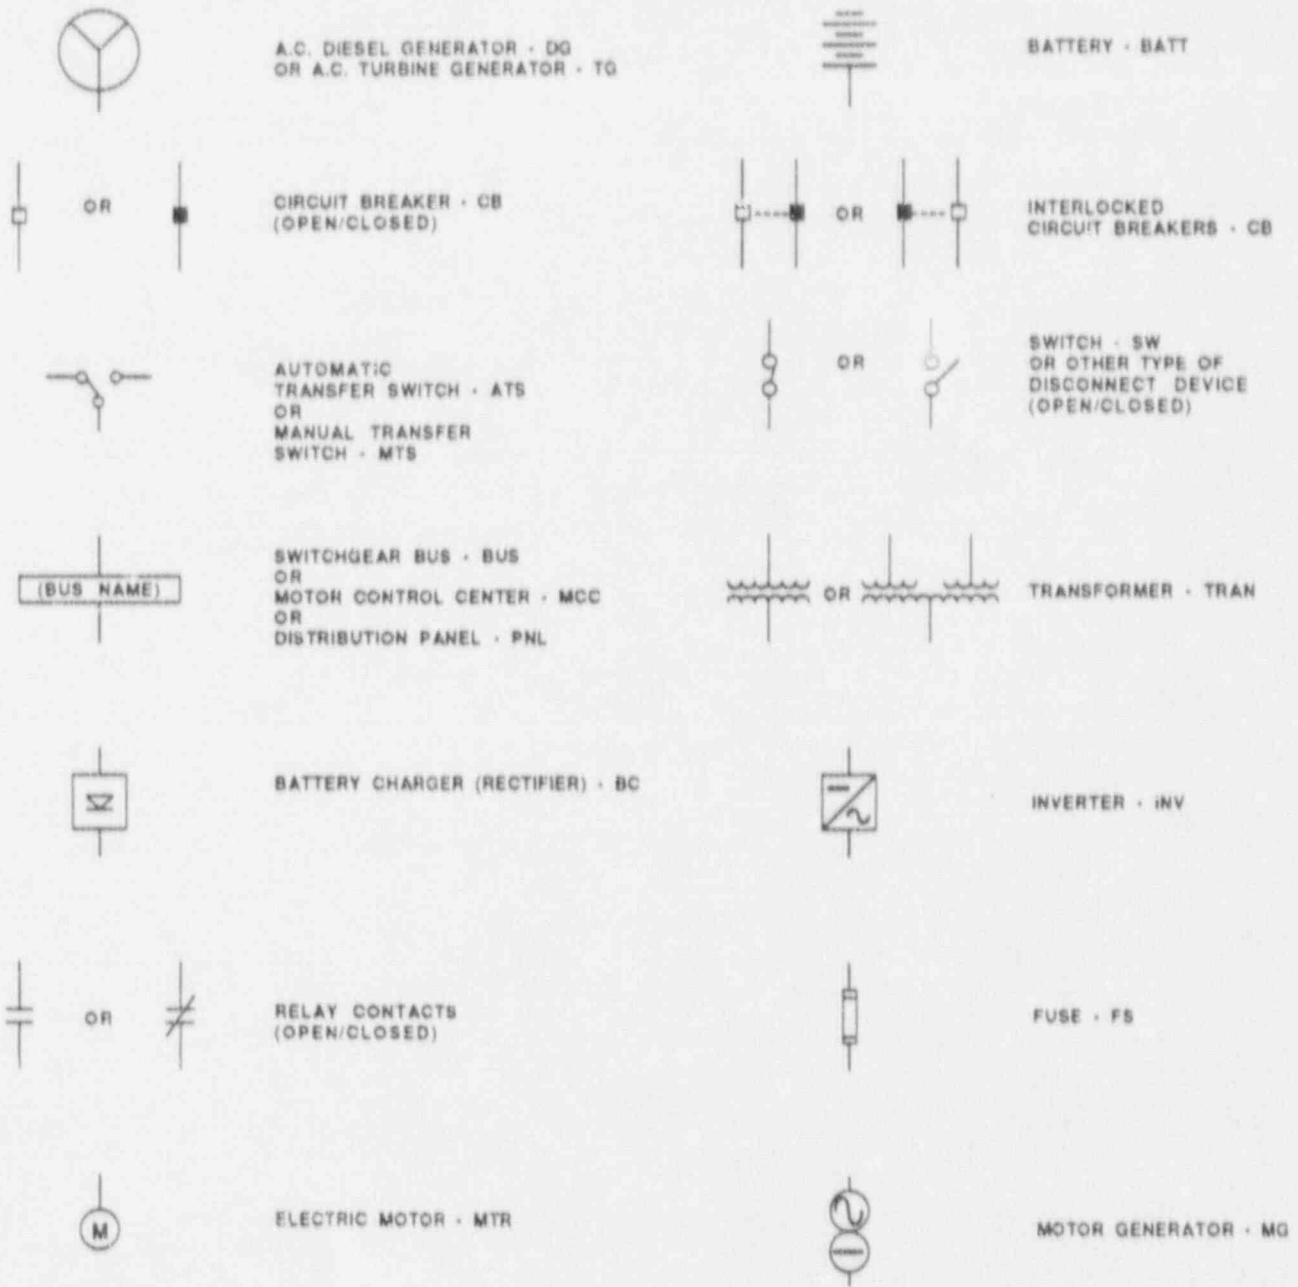 A.C. DIESEL GENERATOR - DG
OR A.C. TURBINE GENERATOR - TG
BATTERY - BATT
OR
CIRCUIT BREAKER - CB
(OPEN/CLOSED)
OR
INTERLOCKED
CIRCUIT BREAKERS - CB
AUTOMATIC
TRANSFER SWITCH - ATS
OR
MANUAL TRANSFER
SWITCH - MTS
OR
SWITCH - SW
OR OTHER TYPE OF
DISCONNECT DEVICE
(OPEN/CLOSED)
(BUS NAME)
SWITCHGEAR BUS - BUS
OR
MOTOR CONTROL CENTER - MCC
OR
DISTRIBUTION PANEL - PNL
OR
TRANSFORMER - TRAN
BATTERY CHARGER (RECTIFIER) - BC
INVERTER - INV
OR
RELAY CONTACTS
(OPEN/CLOSED)
FUSE - FS
M
ELECTRIC MOTOR - MTR
MOTOR GENERATOR - MG